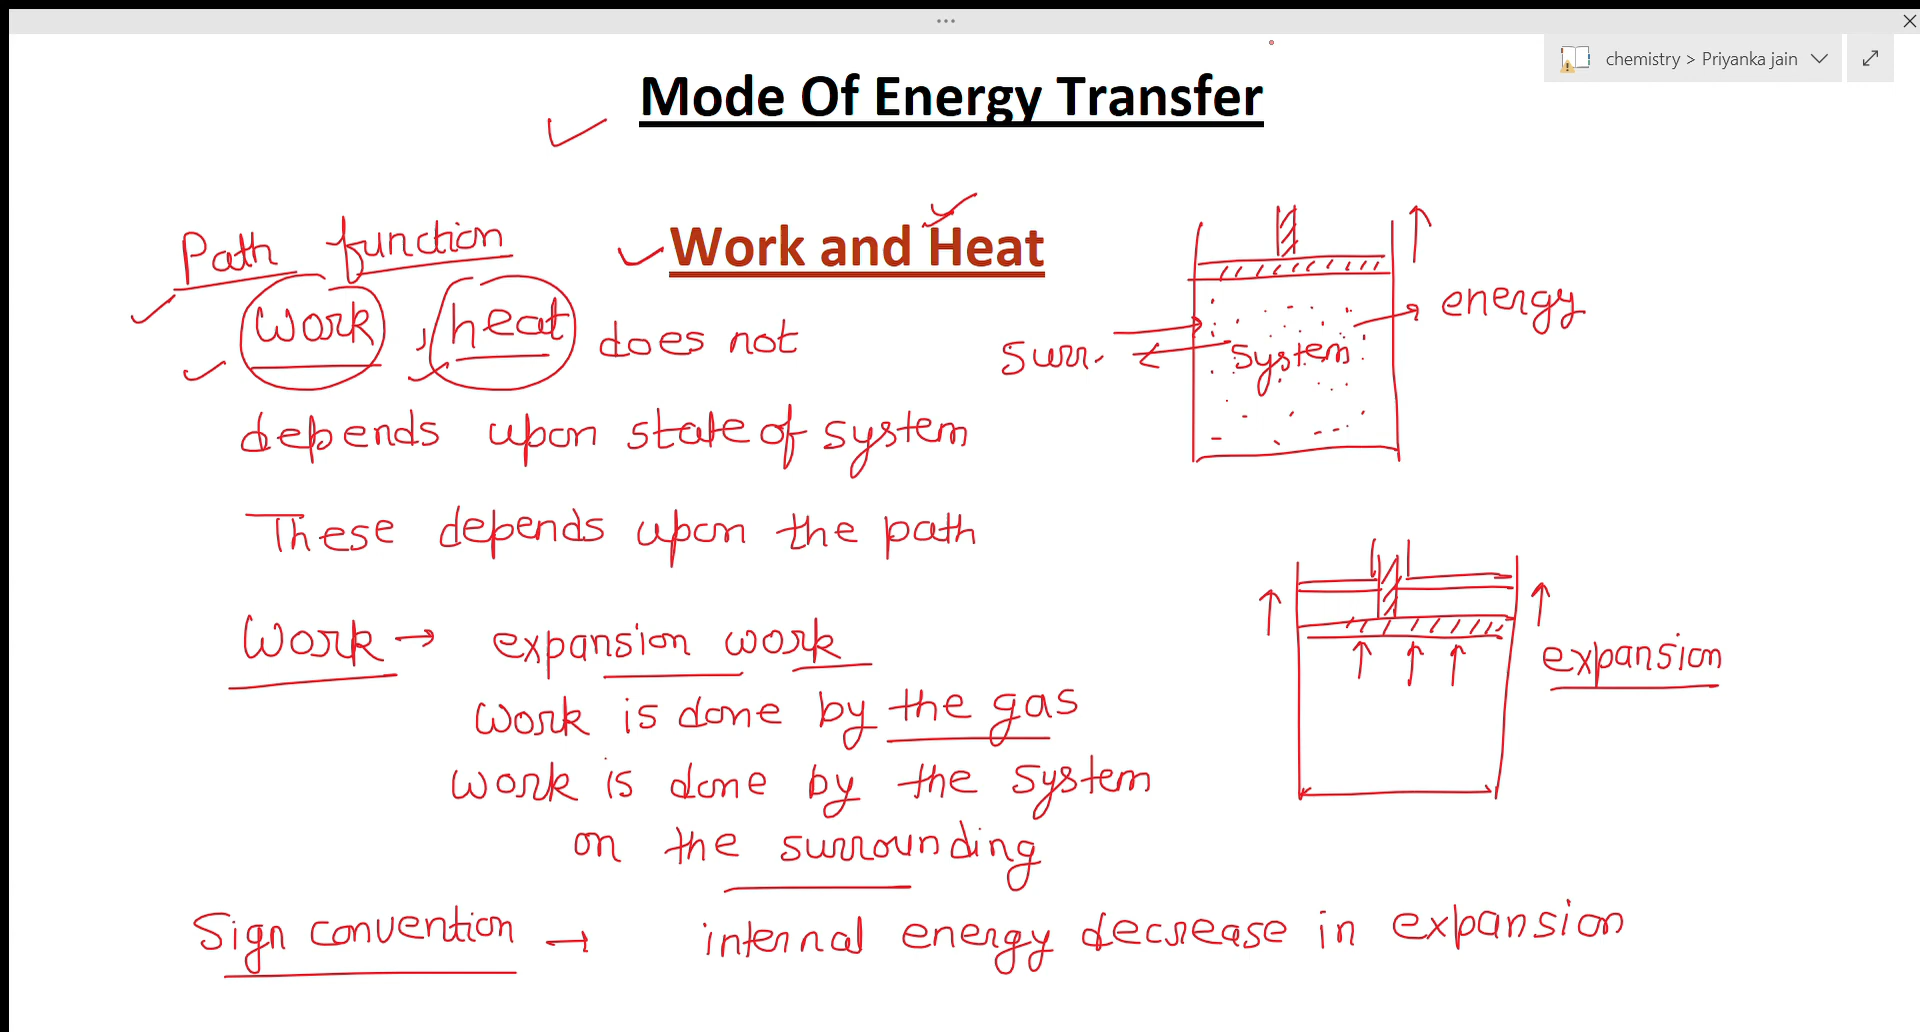 chemistry > Priyanka jain
Mode Of Energy Transfer
Path function
Work and Heat
work, heat does not
depends upon state of system
These depends upon the path
Work → expansion work
work is done by the gas
work is done by the system
on the surrounding
Sign convention → internal energy decrease in expansion
energy
surr.
system
expansion